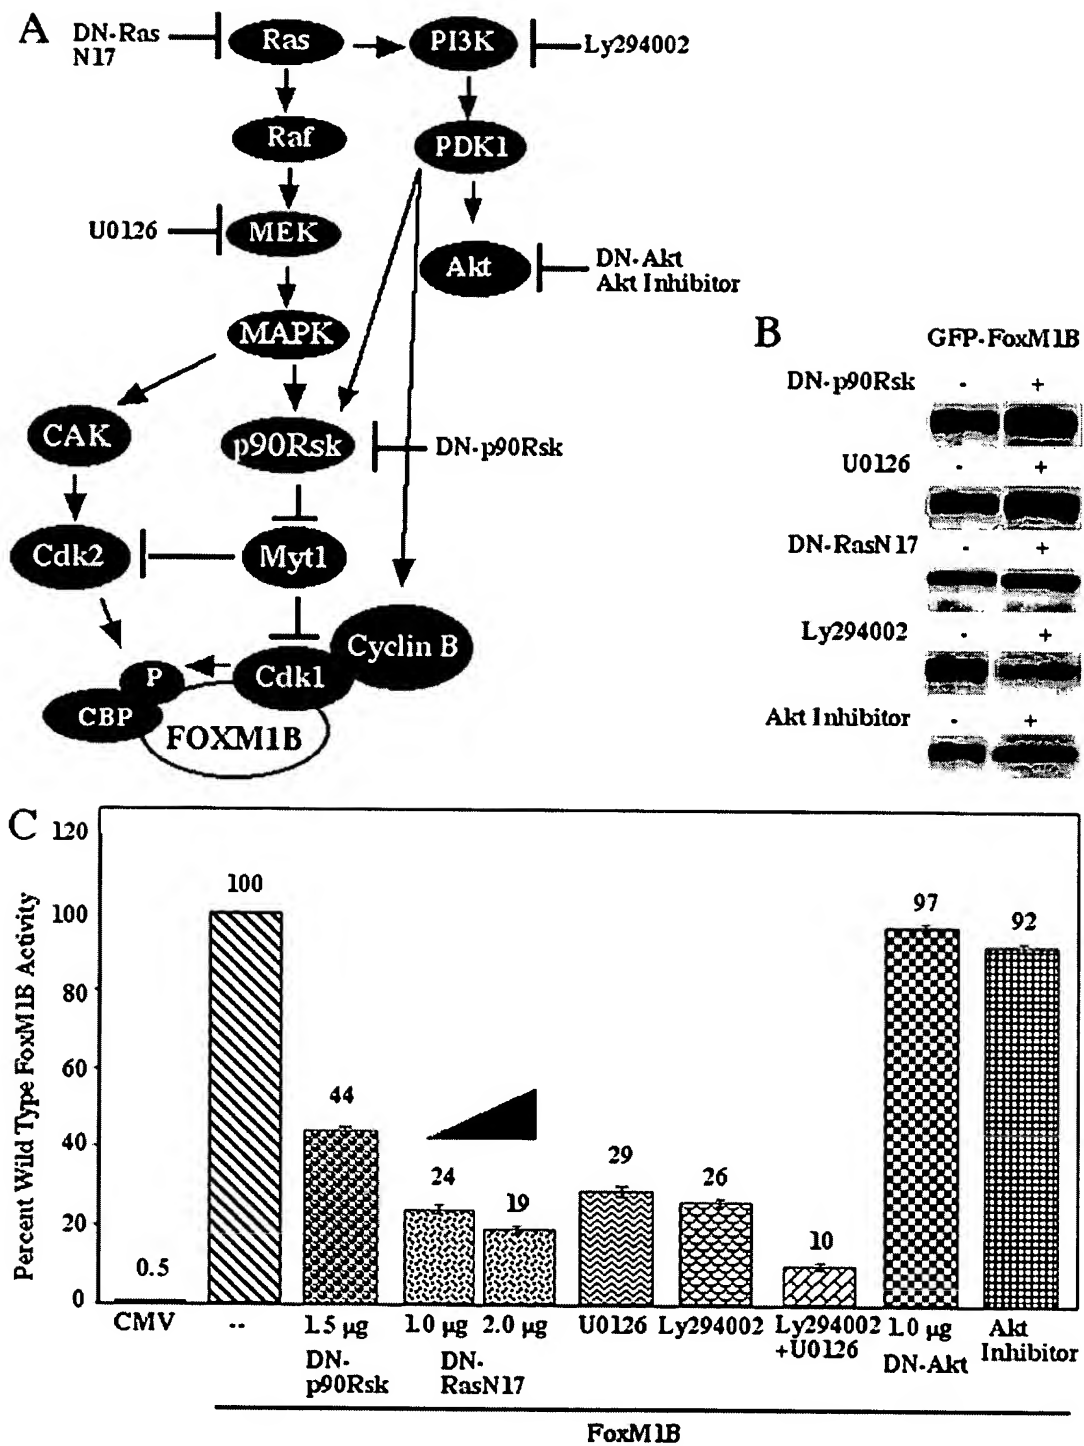 A
DN-Ras
N17
Ras
PI3K
Ly294002
Raf
PDK1
U0126
MEK
Akt
DN-Akt
Akt Inhibitor
MAPK
CAK
p90Rsk
DN-p90Rsk
Cdk2
Myt1
Cyclin B
Cdk1
P
CBP
FOXM1B
B
GFP-FoxM1B
DN-p90Rsk - +
U0126 - +
DN-RasN17 - +
Ly294002 - +
Akt Inhibitor - +
C
Percent Wild Type FoxM1B Activity
120
100
80
60
40
20
0
0.5
100
44
24
19
29
26
10
97
92
CMV
--
1.5 µg
DN-
p90Rsk
1.0 µg 2.0 µg
DN-
RasN17
U0126
Ly294002
Ly294002
+U0126
1.0 µg
DN-Akt
Akt
Inhibitor
FoxM1B